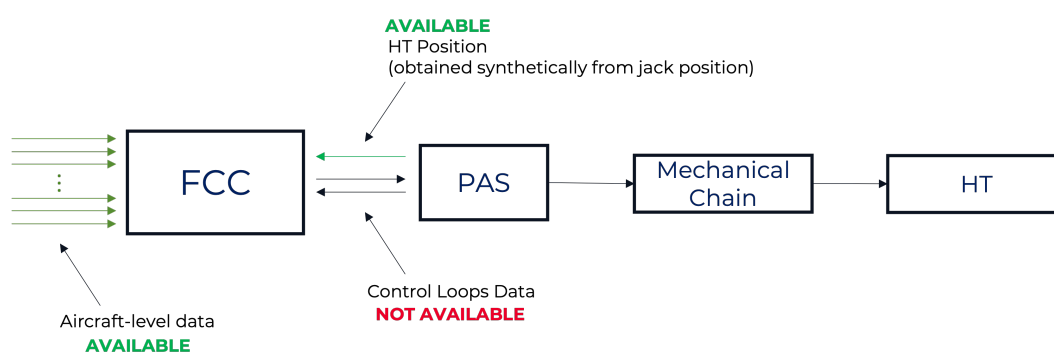 AVAILABLE
HT Position
(obtained synthetically from jack position)
FCC
PAS
Mechanical
Chain
HT
Control Loops Data
NOT AVAILABLE
Aircraft-level data
AVAILABLE